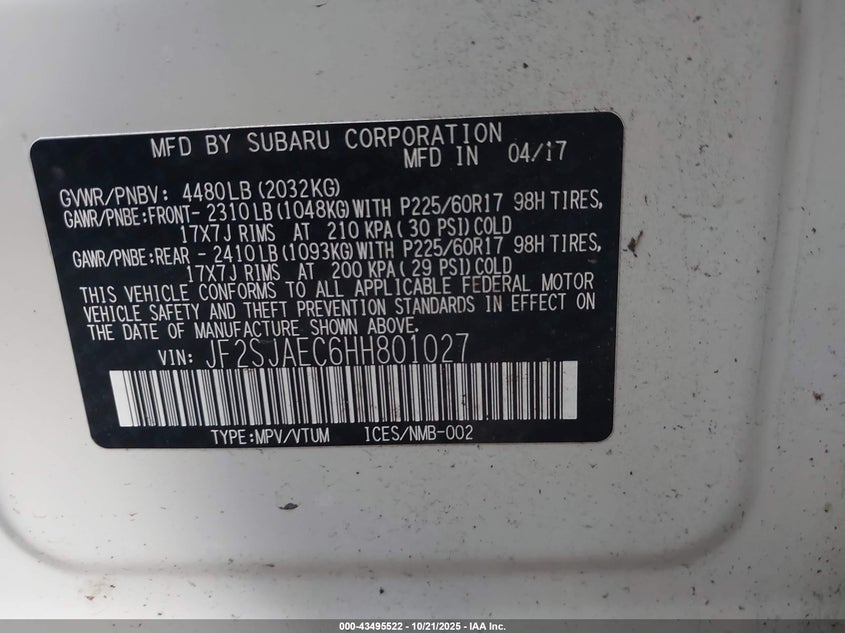 MFD BY SUBARU CORPORATION
MFD IN 04/17
GVWR/PNBV: 4480LB(2032KG)
GAWR/PNBE:FRONT- 2310LB(1048KG)WITH P225/60R17 98H TIRES,
17X7J RIMS AT 210 KPA( 30 PSI)COLD
GAWR/PNBE:REAR - 2410LB(1093KG)WITH P225/60R17 98H TIRES,
17X7J RIMS AT 200 KPA( 29 PSI)COLD
THIS VEHICLE CONFORMS TO ALL APPLICABLE FEDERAL MOTOR
VEHICLE SAFETY AND THEFT PREVENTION STANDARDS IN EFFECT ON
THE DATE OF MANUFACTURE SHOWN ABOVE.
VIN: JF2SJAEC6HH801027
TYPE:MPV/VTUM ICES/NMB-002
000-43495522 - 10/21/2025 - IAA Inc.